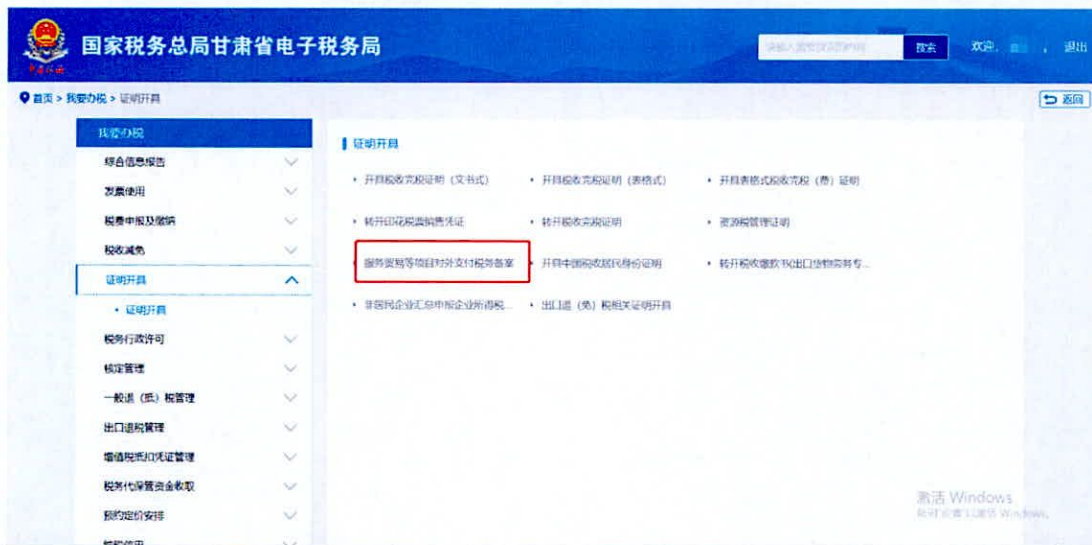 国家税务总局甘肃省电子税务局
搜索
欢迎，
， 退出
首页 > 我要办税 > 证明开具
返回
我要办税
综合信息报告
发票使用
税费申报及缴纳
税收减免
证明开具
• 证明开具
税务行政许可
核定管理
一般退（抵）税管理
出口退税管理
增值税抵扣凭证管理
税务代保管资金收取
预约定价安排
纳税信用
证明开具
• 开具税收完税证明（文书式） • 开具税收完税证明（表格式） • 开具表格式税收完税（费）证明
• 转开印花税票销售凭证 • 转开税收完税证明 • 资源税管理证明
服务贸易等项目对外支付税务备案 • 开具中国税收居民身份证明 • 转开税收缴款书(出口货物劳务专...
• 非居民企业汇总申报企业所得税... • 出口退（免）税相关证明开具
激活 Windows